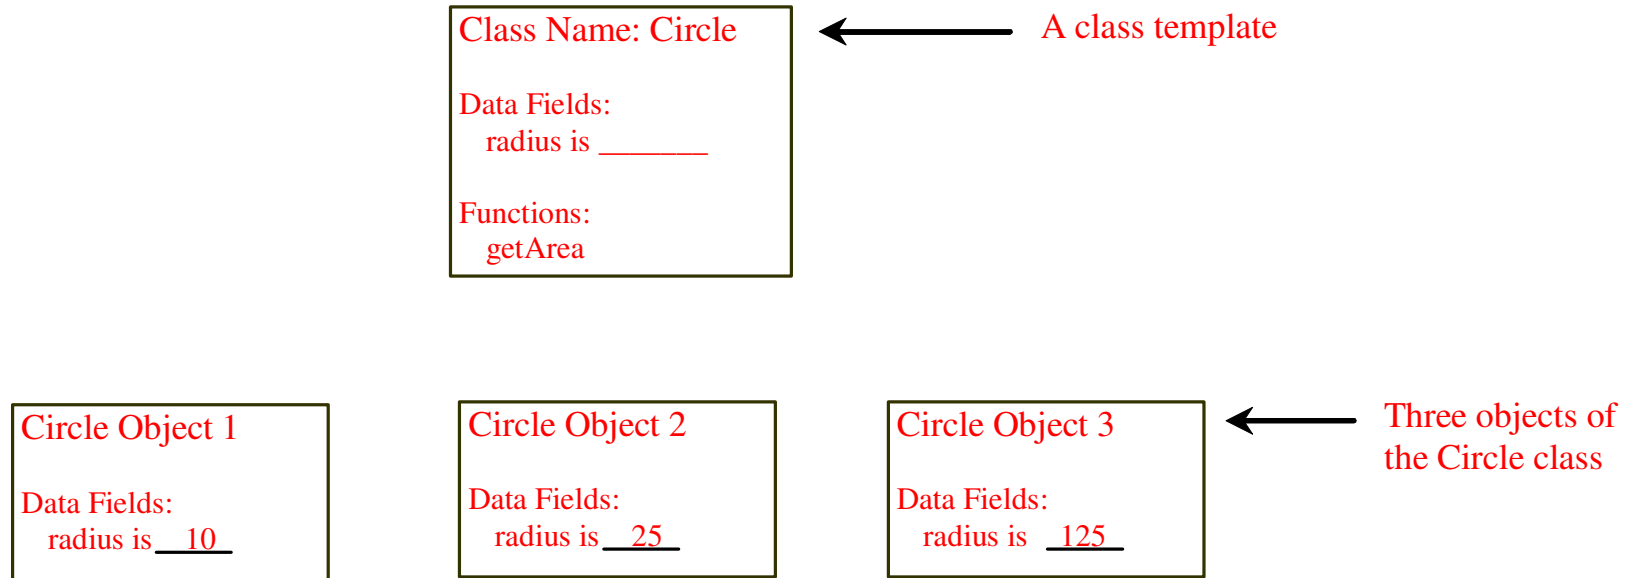 Class Name: Circle
A class template
Data Fields:
radius is _______
Functions:
getArea
Circle Object 1
Data Fields:
radius is 10
Circle Object 2
Data Fields:
radius is 25
Circle Object 3
Data Fields:
radius is 125
Three objects of
the Circle class